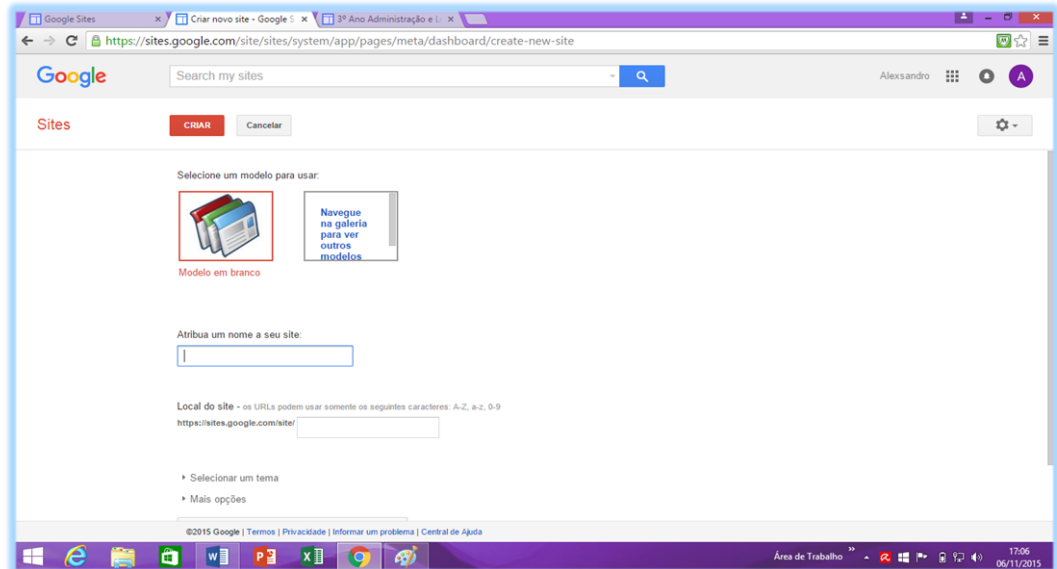 Google Sites
Criar novo site - Google S
3º Ano Administração e L
https://sites.google.com/site/sites/system/app/pages/meta/dashboard/create-new-site
Google
Search my sites
Alexsandro
A
Sites
CRIAR
Cancelar
Selecione um modelo para usar:
Navegue
na galeria
para ver
outros
modelos
Modelo em branco
Atribua um nome a seu site:
Local do site - os URLs podem usar somente os seguintes caracteres: A-Z, a-z, 0-9
https://sites.google.com/site/
Selecionar um tema
Mais opções
©2015 Google | Termos | Privacidade | Informar um problema | Central de Ajuda
Área de Trabalho
17:06
06/11/2015